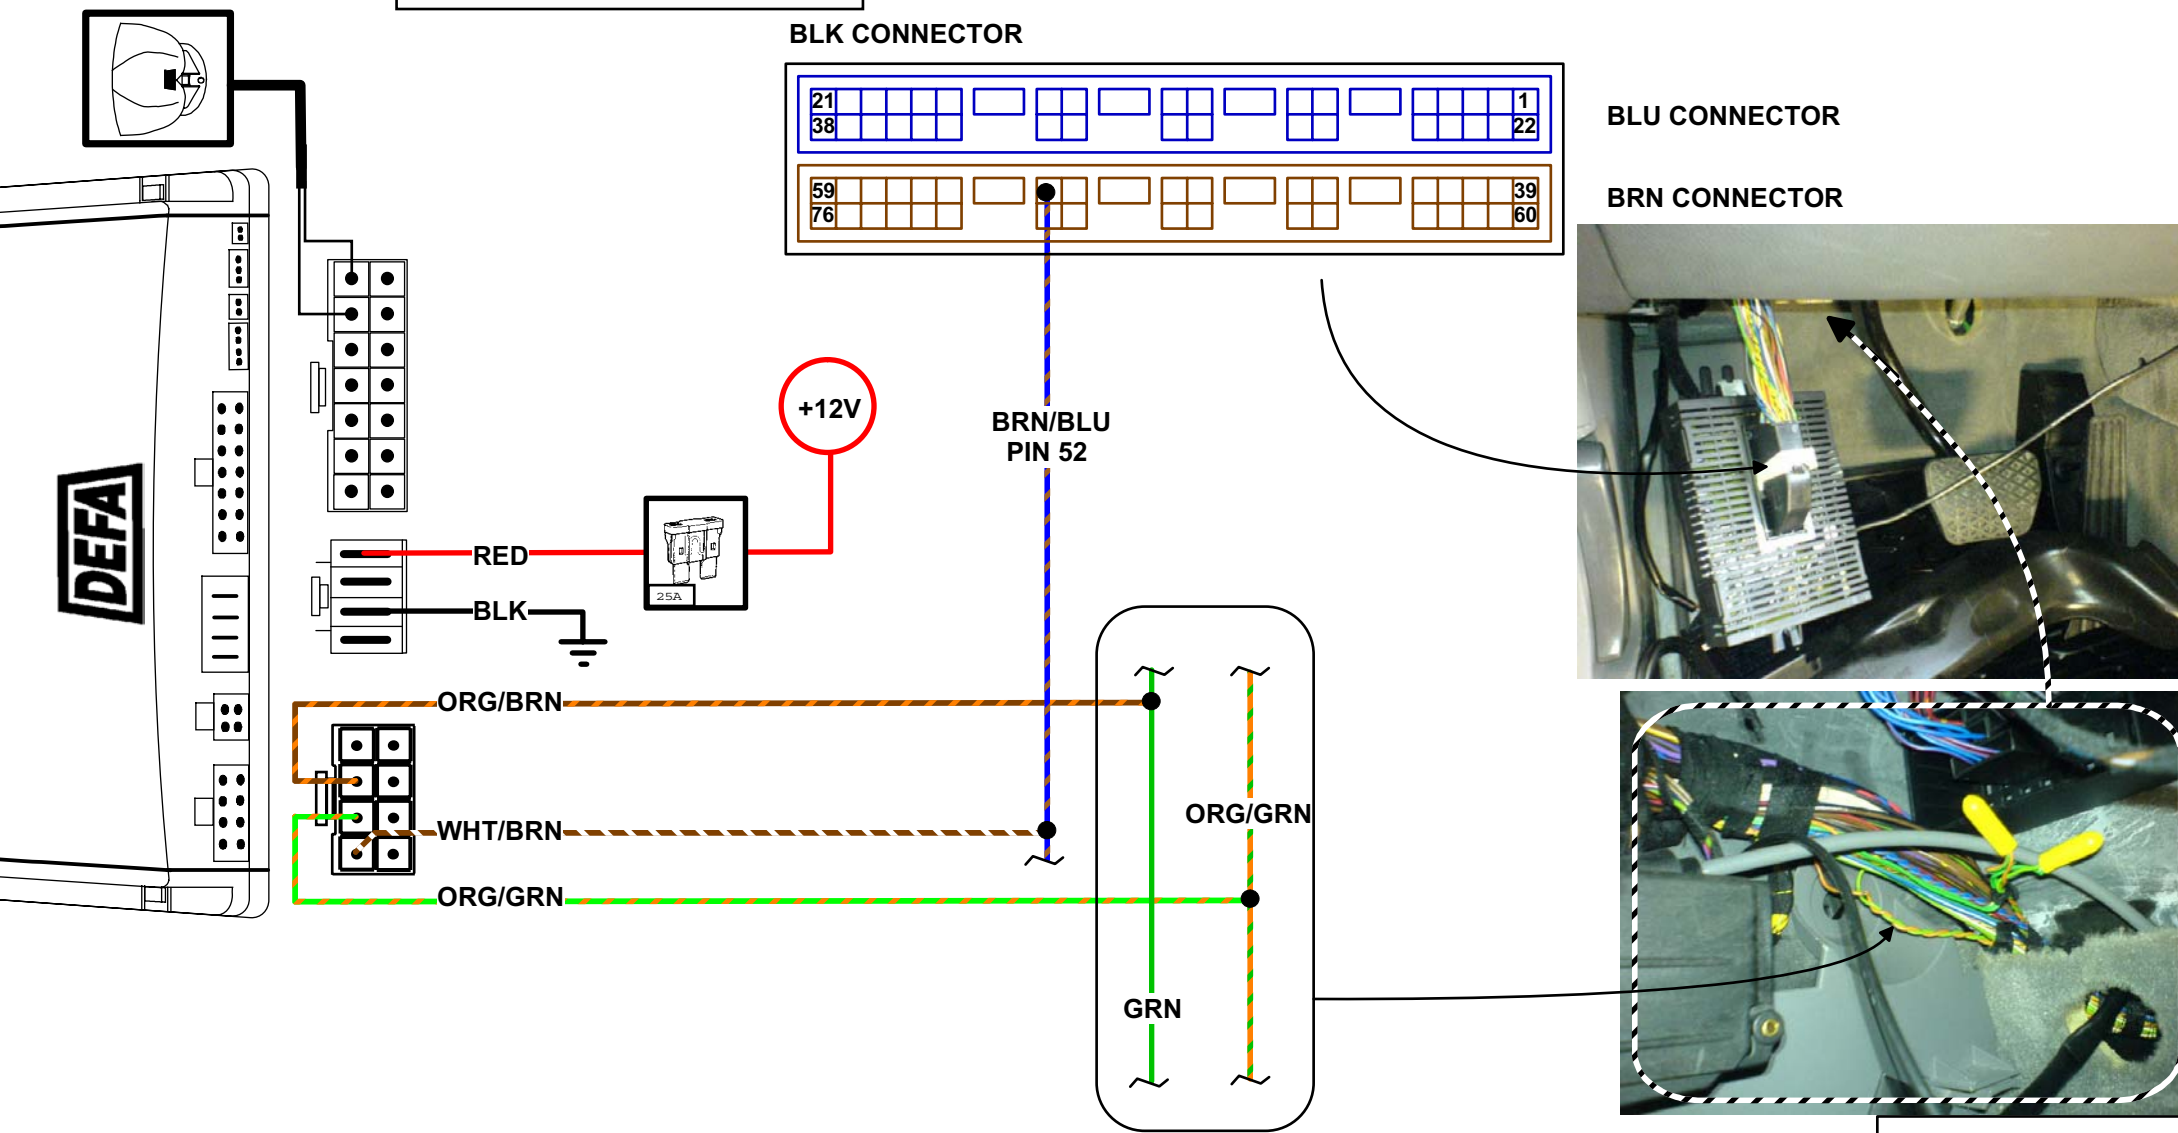 BLK CONNECTOR
21
1
38
22
BLU CONNECTOR
59
39
76
60
BRN CONNECTOR
+12V
BRN/BLU
PIN 52
DEFA
RED
25A
BLK
ORG/BRN
ORG/GRN
WHT/BRN
ORG/GRN
GRN